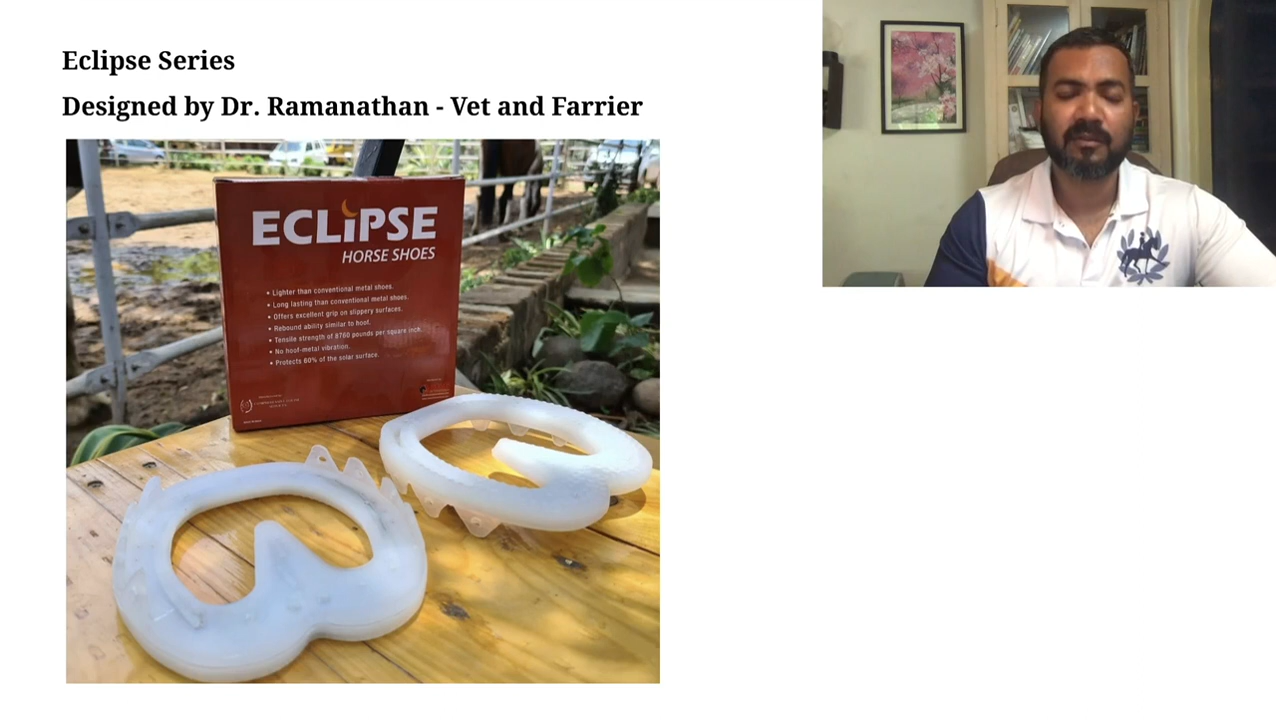 Eclipse Series
Designed by Dr. Ramanathan - Vet and Farrier
ECLiPSE
HORSE SHOES
• Lighter than conventional metal shoes.
• Long lasting than conventional metal shoes.
• Offers excellent grip on slippery surfaces.
• Rebound ability similar to hoof.
• Tensile strength of 8760 pounds per square inch.
• No hoof-metal vibration.
• Protects 60% of the solar surface.